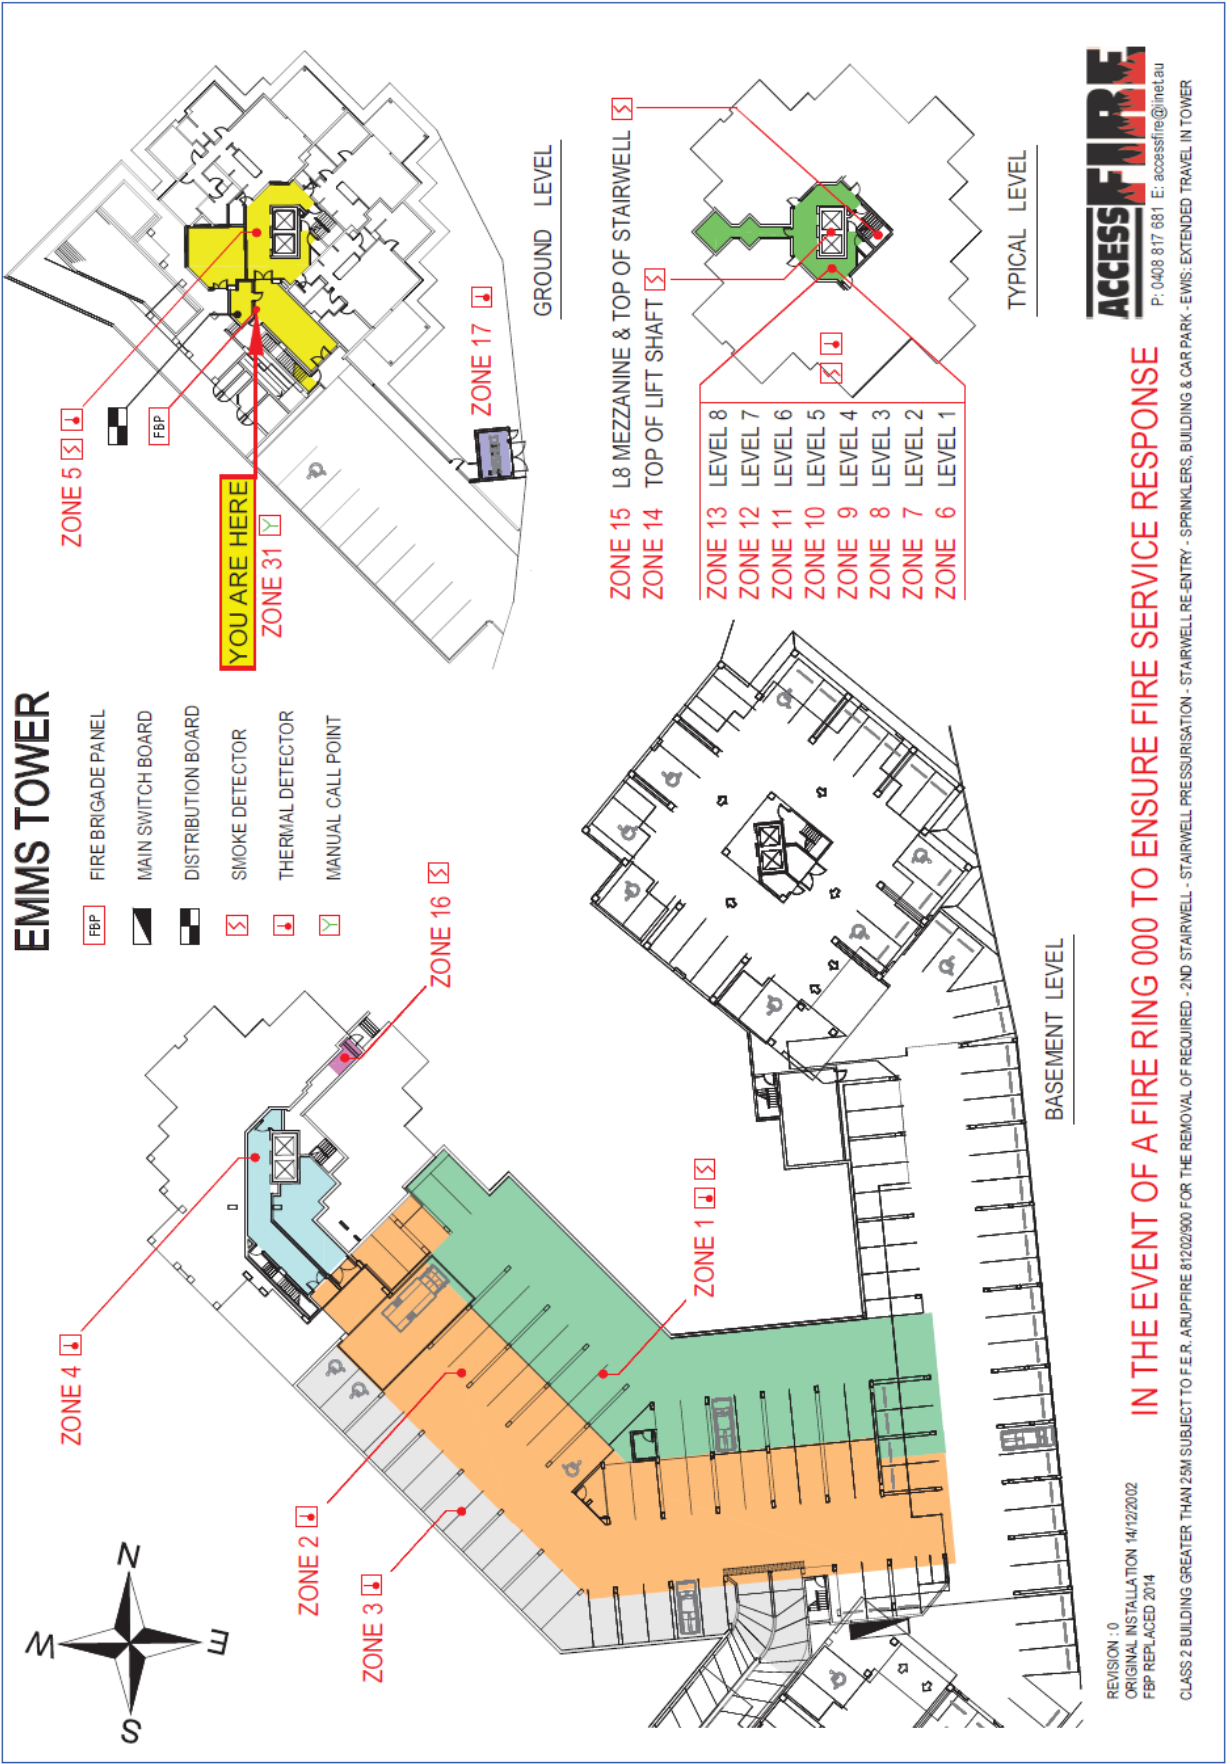 EMMS TOWER
FBP FIRE BRIGADE PANEL
MAIN SWITCH BOARD
DISTRIBUTION BOARD
SMOKE DETECTOR
THERMAL DETECTOR
Y MANUAL CALL POINT
N
W
E
S
ZONE 4
ZONE 2
ZONE 3
ZONE 16
ZONE 1
BASEMENT LEVEL
ZONE 5
FBP
YOU ARE HERE
ZONE 31 Y
ZONE 17
GROUND LEVEL
ZONE 15 L8 MEZZANINE & TOP OF STAIRWELL
ZONE 14 TOP OF LIFT SHAFT
ZONE 13 LEVEL 8
ZONE 12 LEVEL 7
ZONE 11 LEVEL 6
ZONE 10 LEVEL 5
ZONE 9 LEVEL 4
ZONE 8 LEVEL 3
ZONE 7 LEVEL 2
ZONE 6 LEVEL 1
TYPICAL LEVEL
ACCESSFIRE
P: 0408 817 681 E: accessfire@iinet.au
REVISION : 0
ORIGINAL INSTALLATION 14/12/2002
FBP REPLACED 2014
IN THE EVENT OF A FIRE RING 000 TO ENSURE FIRE SERVICE RESPONSE
CLASS 2 BUILDING GREATER THAN 25M SUBJECT TO F.E.R. ARUPFIRE 81202/900 FOR THE REMOVAL OF REQUIRED - 2ND STAIRWELL - STAIRWELL PRESSURISATION - STAIRWELL RE-ENTRY - SPRINKLERS, BUILDING & CAR PARK - EWIS: EXTENDED TRAVEL IN TOWER